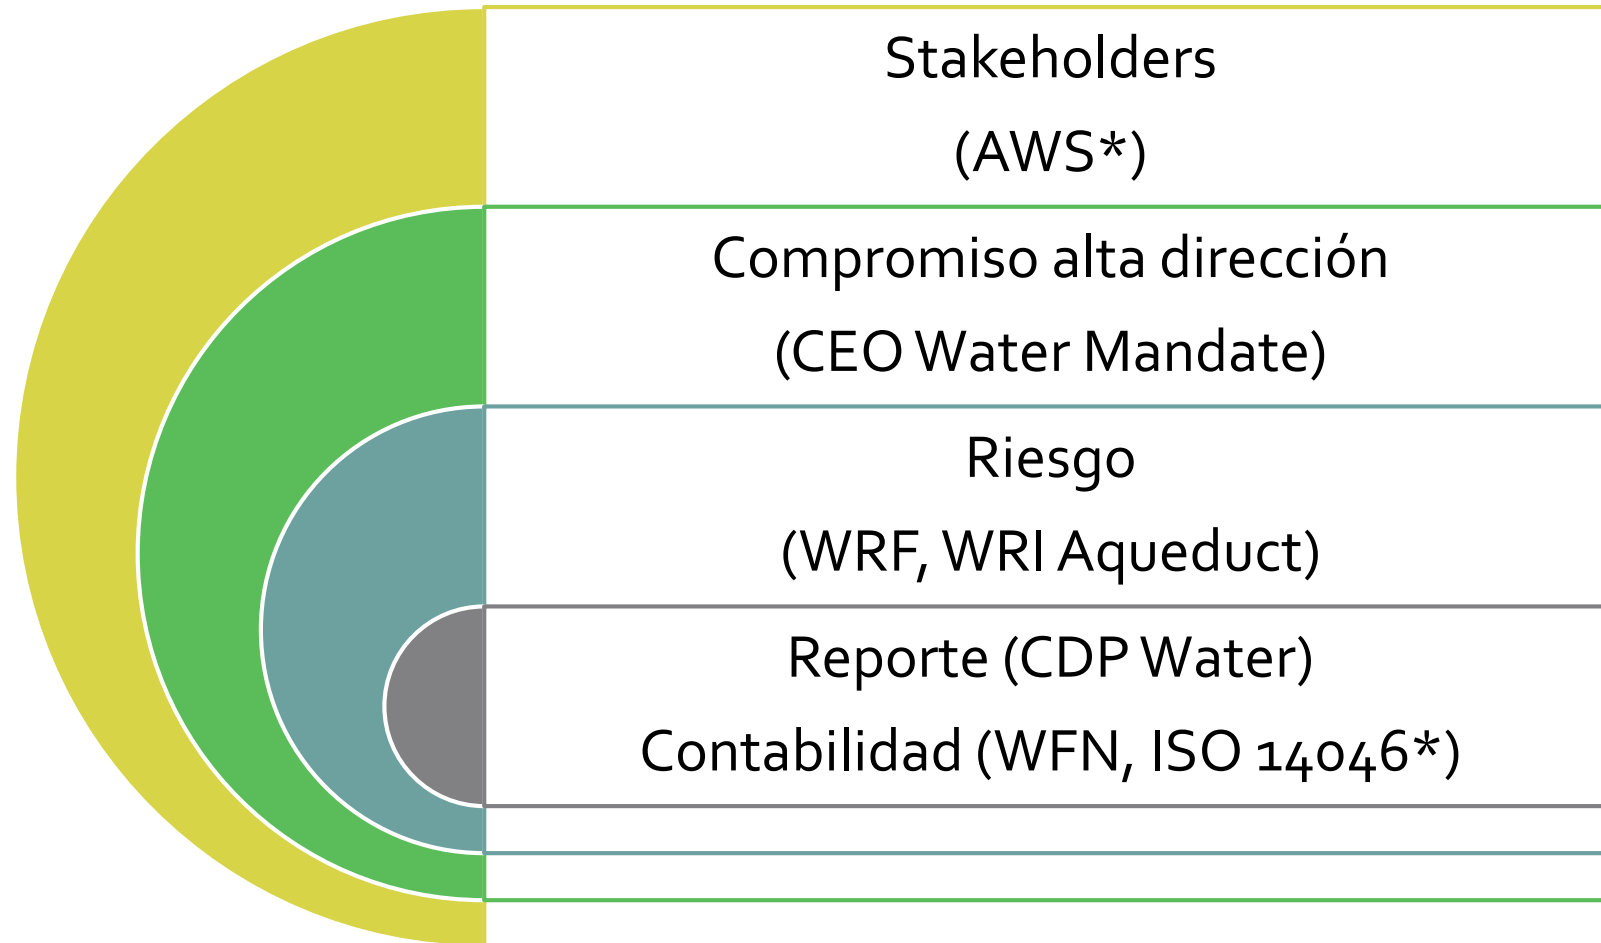 Stakeholders
(AWS*)
Compromiso alta dirección
(CEO Water Mandate)
Riesgo
(WRF, WRI Aqueduct)
Reporte (CDP Water)
Contabilidad (WFN, ISO 14046*)